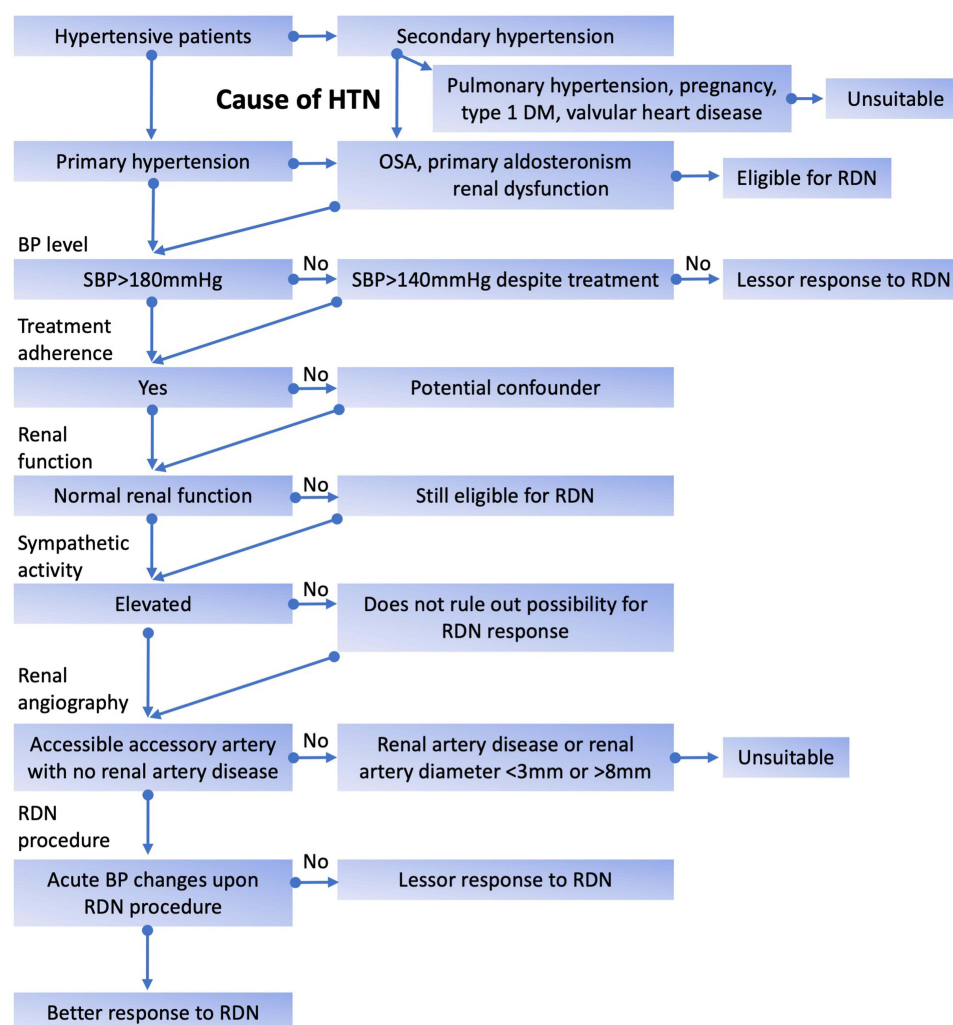 Hypertensive patients
Secondary hypertension
Cause of HTN
Pulmonary hypertension, pregnancy,
type 1 DM, valvular heart disease
Unsuitable
Primary hypertension
OSA, primary aldosteronism
renal dysfunction
Eligible for RDN
BP level
SBP>180mmHg
No
SBP>140mmHg despite treatment
No
Lessor response to RDN
Treatment
adherence
Yes
No
Potential confounder
Renal
function
Normal renal function
No
Still eligible for RDN
Sympathetic
activity
Elevated
No
Does not rule out possibility for
RDN response
Renal
angiography
Accessible accessory artery
with no renal artery disease
No
Renal artery disease or renal
artery diameter <3mm or >8mm
Unsuitable
RDN
procedure
Acute BP changes upon
RDN procedure
No
Lessor response to RDN
Better response to RDN